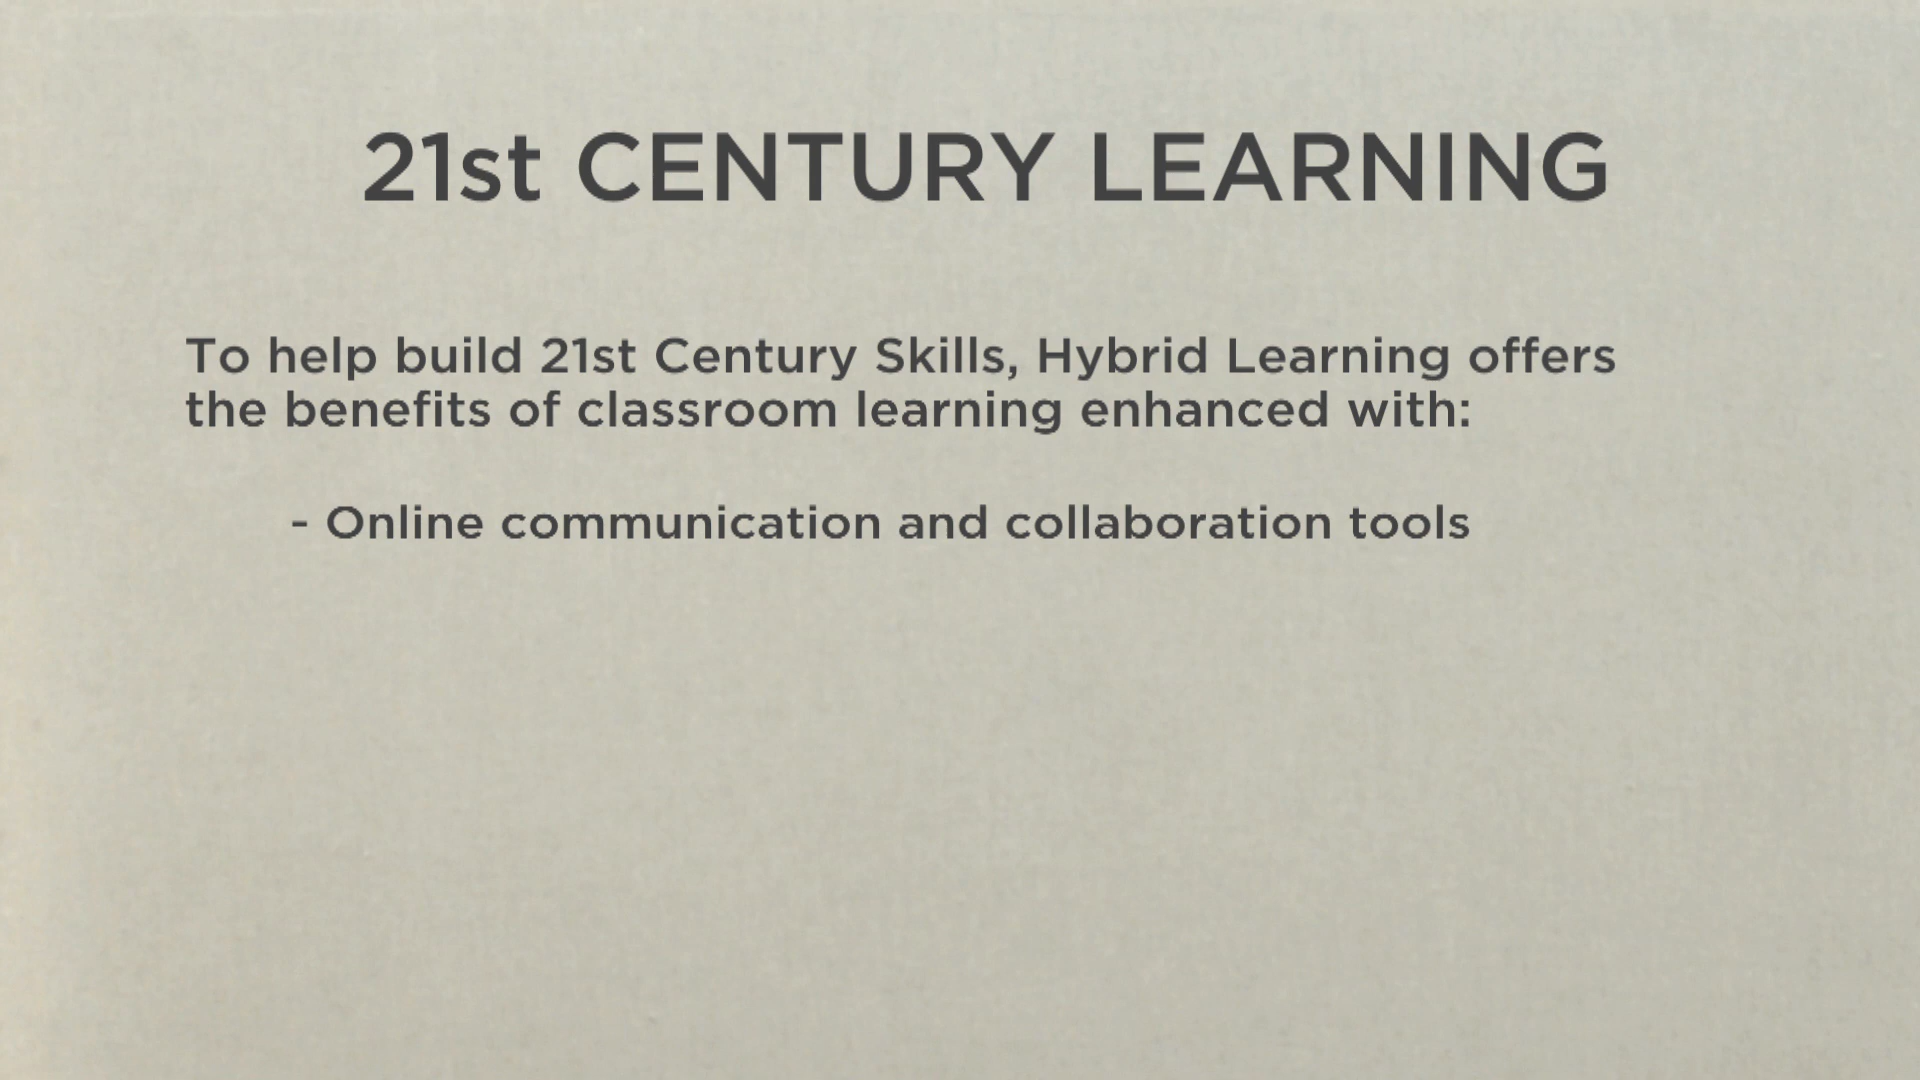 21st CENTURY LEARNING
To help build 21st Century Skills, Hybrid Learning offers
the benefits of classroom learning enhanced with:
- Online communication and collaboration tools